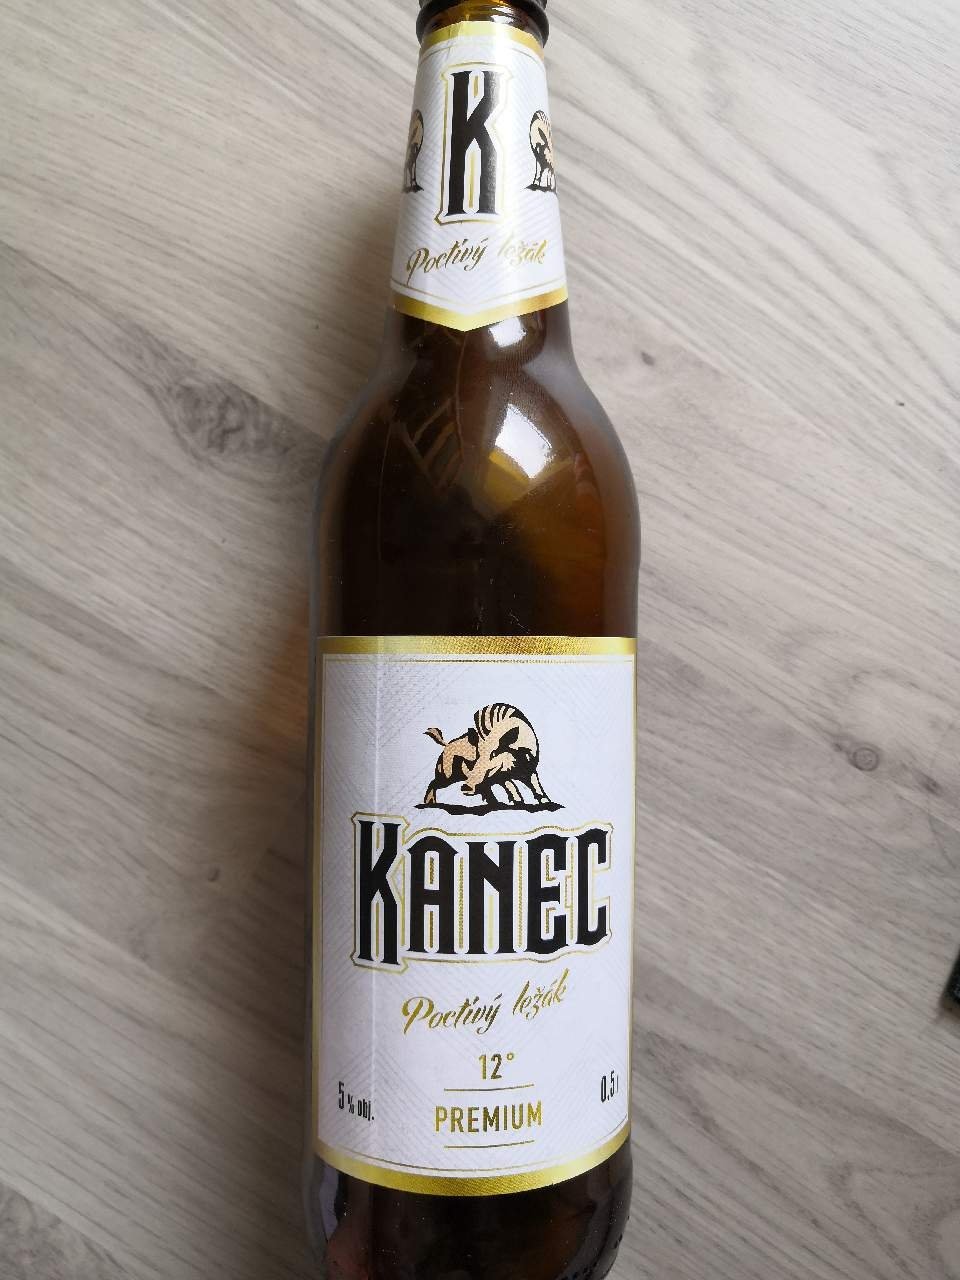 K
Poctivý ležák
KANEC
Poctivý ležák
12°
5 % obj.
0,5 l
PREMIUM